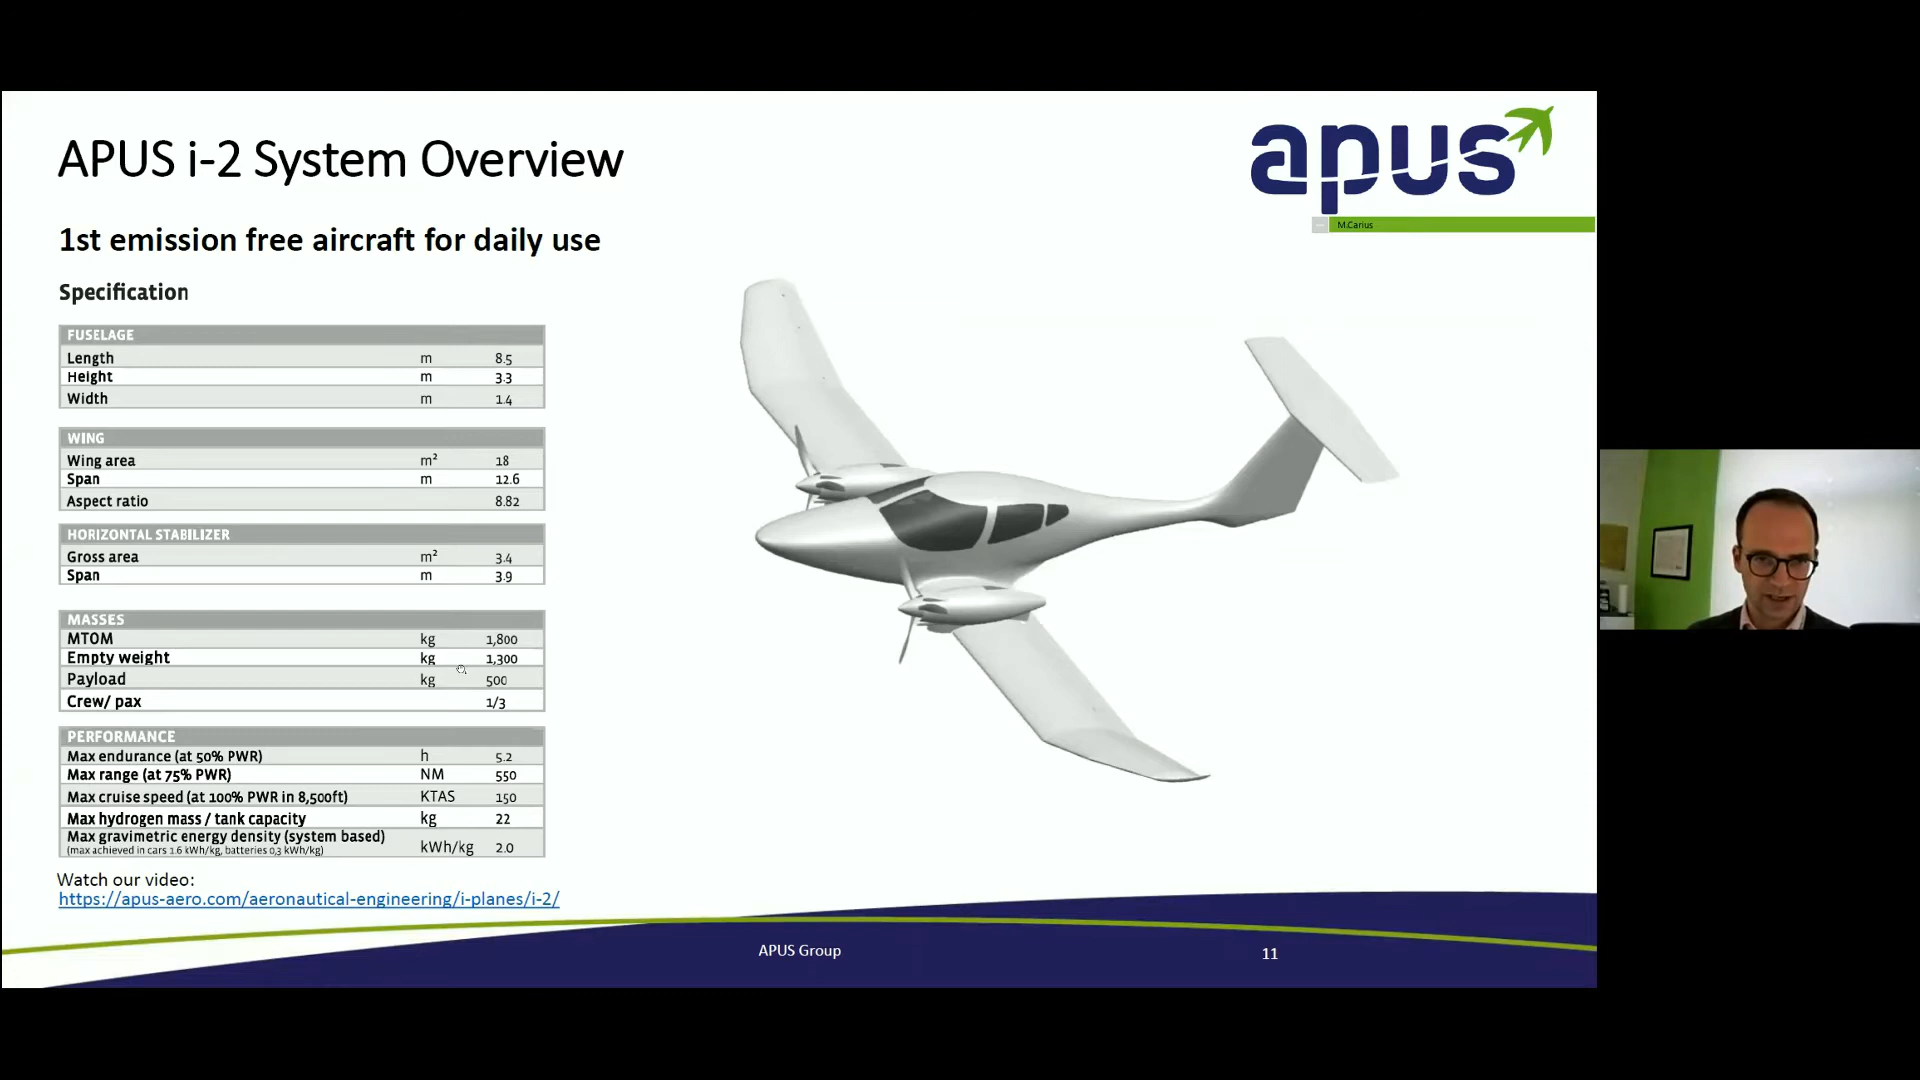 APUS i-2 System Overview
apus
M.Carius
1st emission free aircraft for daily use
Specification
FUSELAGE
Length m 8.5
Height m 3.3
Width m 1.4
WING
Wing area m² 18
Span m 12.6
Aspect ratio 8.82
HORIZONTAL STABILIZER
Gross area m² 3.4
Span m 3.9
MASSES
MTOM kg 1,800
Empty weight kg 1,300
Payload kg 500
Crew/ pax 1/3
PERFORMANCE
Max endurance (at 50% PWR) h 5.2
Max range (at 75% PWR) NM 550
Max cruise speed (at 100% PWR in 8,500ft) KTAS 150
Max hydrogen mass / tank capacity kg 22
Max gravimetric energy density (system based) kWh/kg 2.0
(max achieved in cars 1.6 kWh/kg, batteries 0,3 kWh/kg)
Watch our video:
https://apus-aero.com/aeronautical-engineering/i-planes/i-2/
APUS Group
11